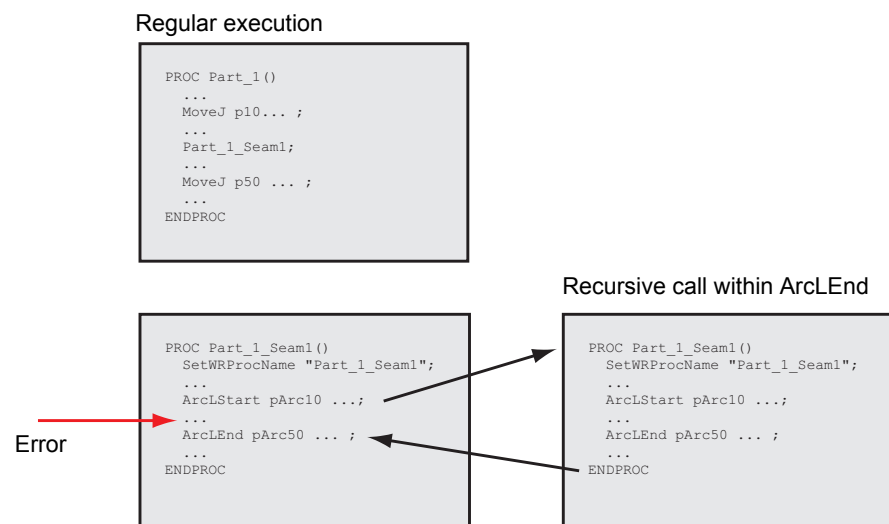 Regular execution
PROC Part_1()
...
MoveJ p10... ;
...
Part_1_Seam1;
...
MoveJ p50 ... ;
...
ENDPROC
Recursive call within ArcLEnd
PROC Part_1_Seam1()
SetWRProcName "Part_1_Seam1";
...
ArcLStart pArc10 ...;
...
ArcLEnd pArc50 ... ;
...
ENDPROC
Error
PROC Part_1_Seam1()
SetWRProcName "Part_1_Seam1";
...
ArcLStart pArc10 ...;
...
ArcLEnd pArc50 ... ;
...
ENDPROC